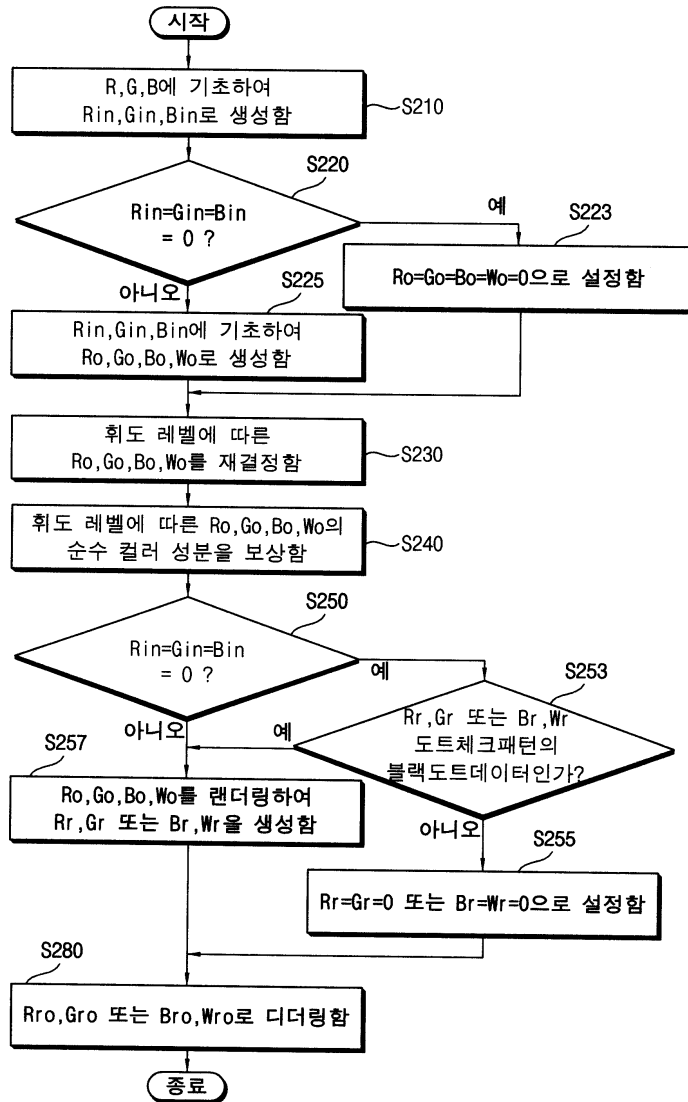 시작
R,G,B에 기초하여
Rin,Gin,Bin로 생성함
S210
S220
Rin=Gin=Bin
= 0 ?
예
S223
Ro=Go=Bo=Wo=0으로 설정함
아니오
S225
Rin,Gin,Bin에 기초하여
Ro,Go,Bo,Wo로 생성함
휘도 레벨에 따른
Ro,Go,Bo,Wo를 재결정함
S230
휘도 레벨에 따른 Ro,Go,Bo,Wo의
순수 컬러 성분을 보상함
S240
S250
Rin=Gin=Bin
= 0 ?
예
S253
Rr,Gr 또는 Br,Wr
도트체크패턴의
블랙도트데이터인가?
예
아니오
S257
Ro,Go,Bo,Wo를 랜더링하여
Rr,Gr 또는 Br,Wr을 생성함
아니오
S255
Rr=Gr=0 또는 Br=Wr=0으로 설정함
S280
Rro,Gro 또는 Bro,Wro로 디더링함
종료